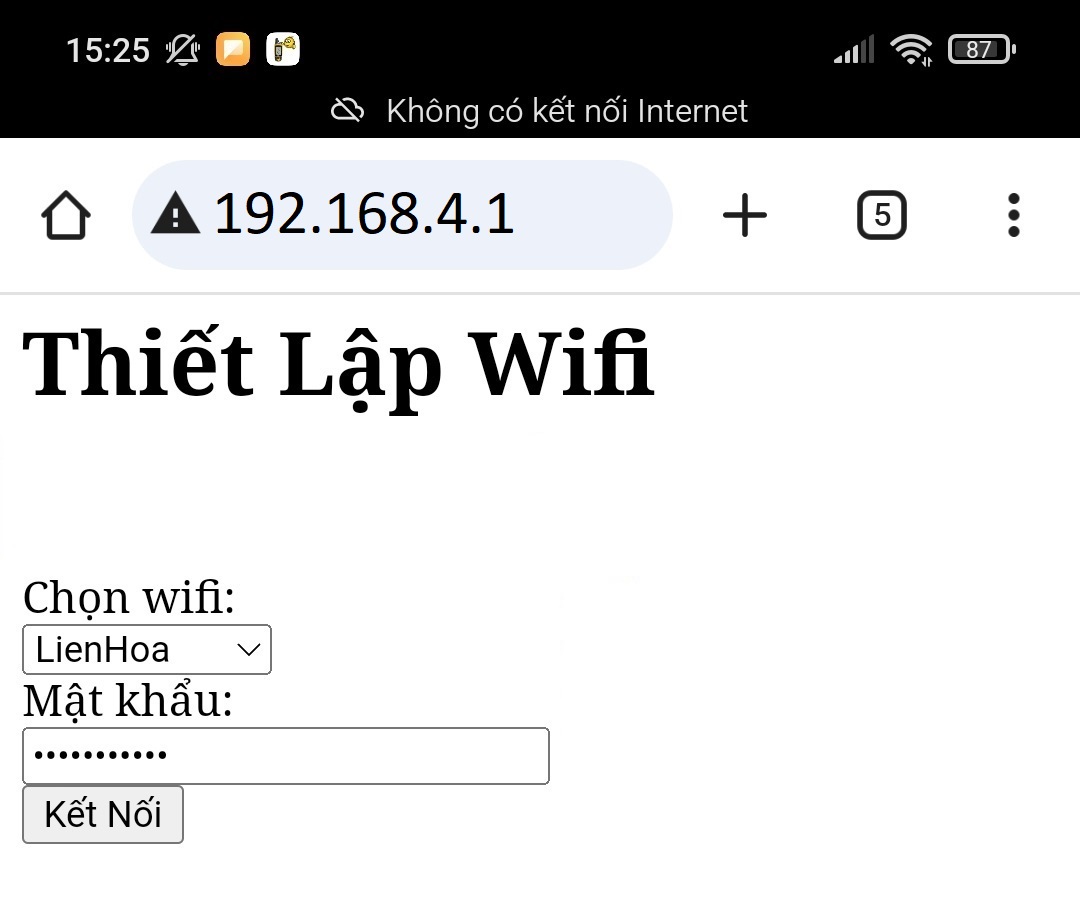 15:25
87
Không có kết nối Internet
192.168.4.1
5
Thiết Lập Wifi
Chọn wifi:
LienHoa
Mật khẩu:
•••••••••••
Kết Nối